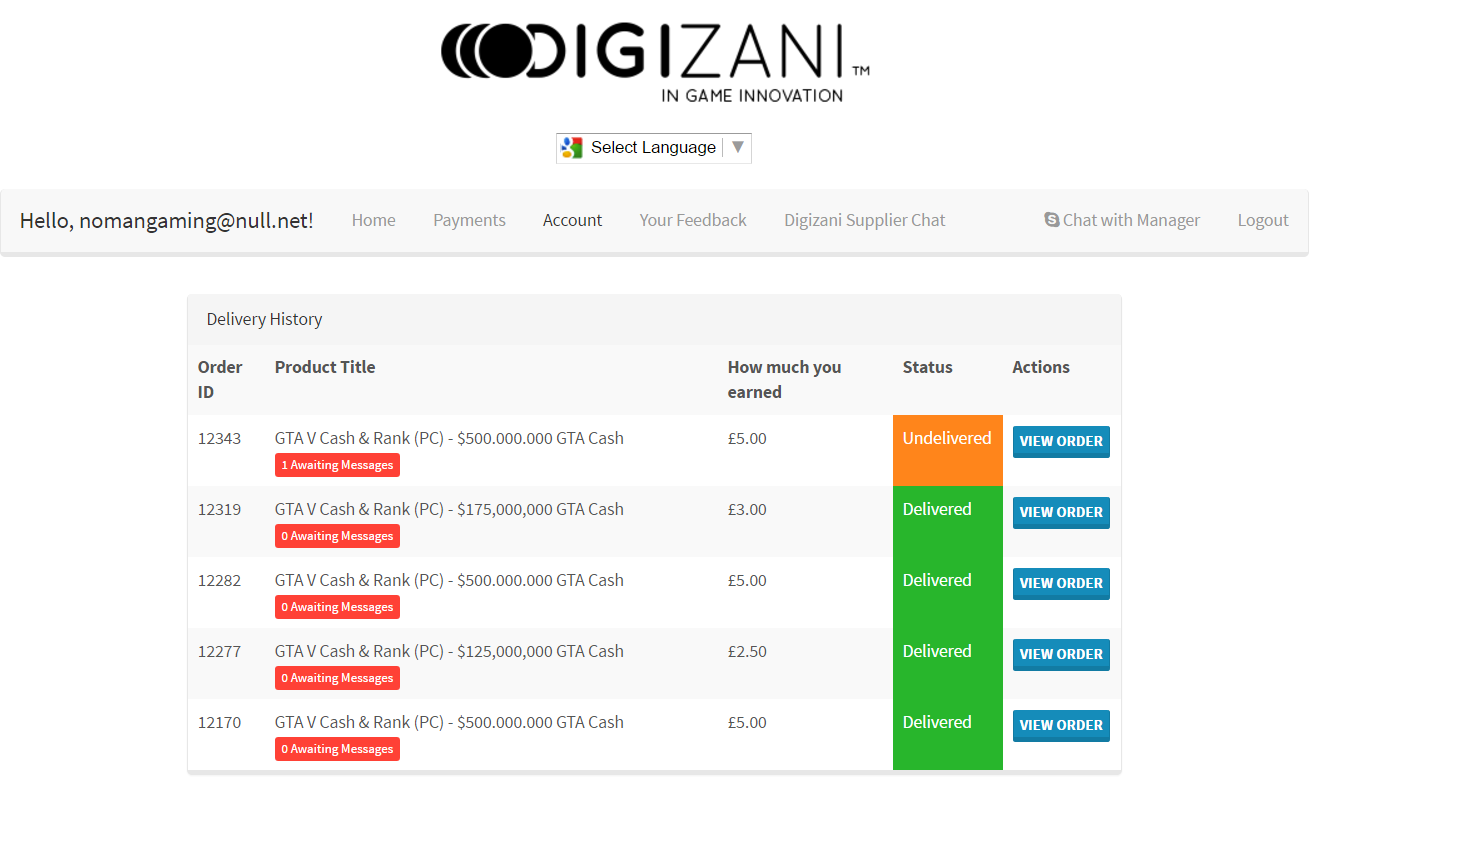 DIGIZANI TM
IN GAME INNOVATION
Select Language ▼
Hello, nomangaming@null.net! Home Payments Account Your Feedback Digizani Supplier Chat Chat with Manager Logout
Delivery History
Order ID Product Title How much you earned Status Actions
12343 GTA V Cash & Rank (PC) - $500.000.000 GTA Cash £5.00 Undelivered VIEW ORDER
1 Awaiting Messages
12319 GTA V Cash & Rank (PC) - $175,000,000 GTA Cash £3.00 Delivered VIEW ORDER
0 Awaiting Messages
12282 GTA V Cash & Rank (PC) - $500.000.000 GTA Cash £5.00 Delivered VIEW ORDER
0 Awaiting Messages
12277 GTA V Cash & Rank (PC) - $125,000,000 GTA Cash £2.50 Delivered VIEW ORDER
0 Awaiting Messages
12170 GTA V Cash & Rank (PC) - $500.000.000 GTA Cash £5.00 Delivered VIEW ORDER
0 Awaiting Messages